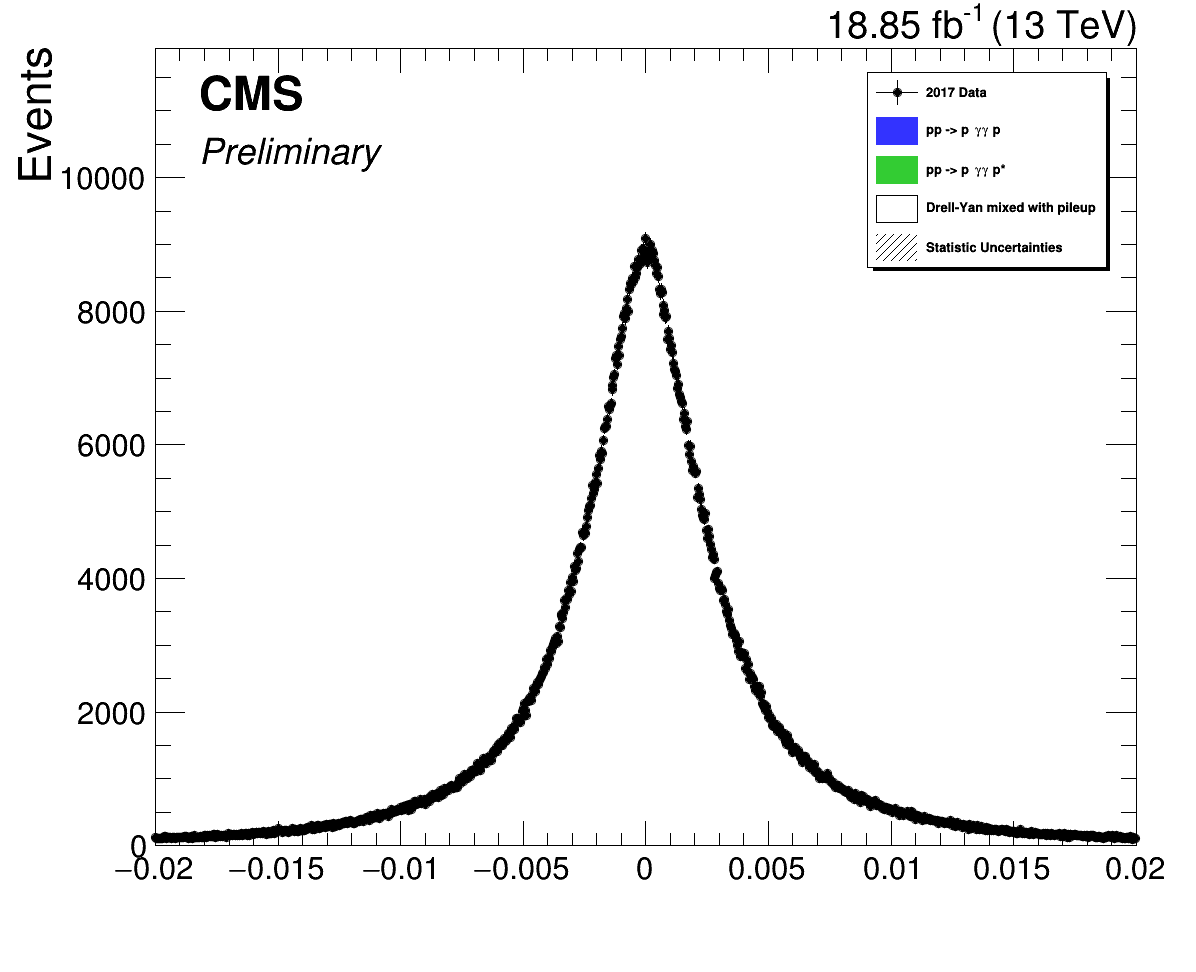 18.85 fb⁻¹ (13 TeV)
Events
CMS
Preliminary
2017 Data
pp -> p γγ p
pp -> p γγ p*
Drell-Yan mixed with pileup
Statistic Uncertainties
10000
8000
6000
4000
2000
0
−0.02 −0.015 −0.01 −0.005 0 0.005 0.01 0.015 0.02